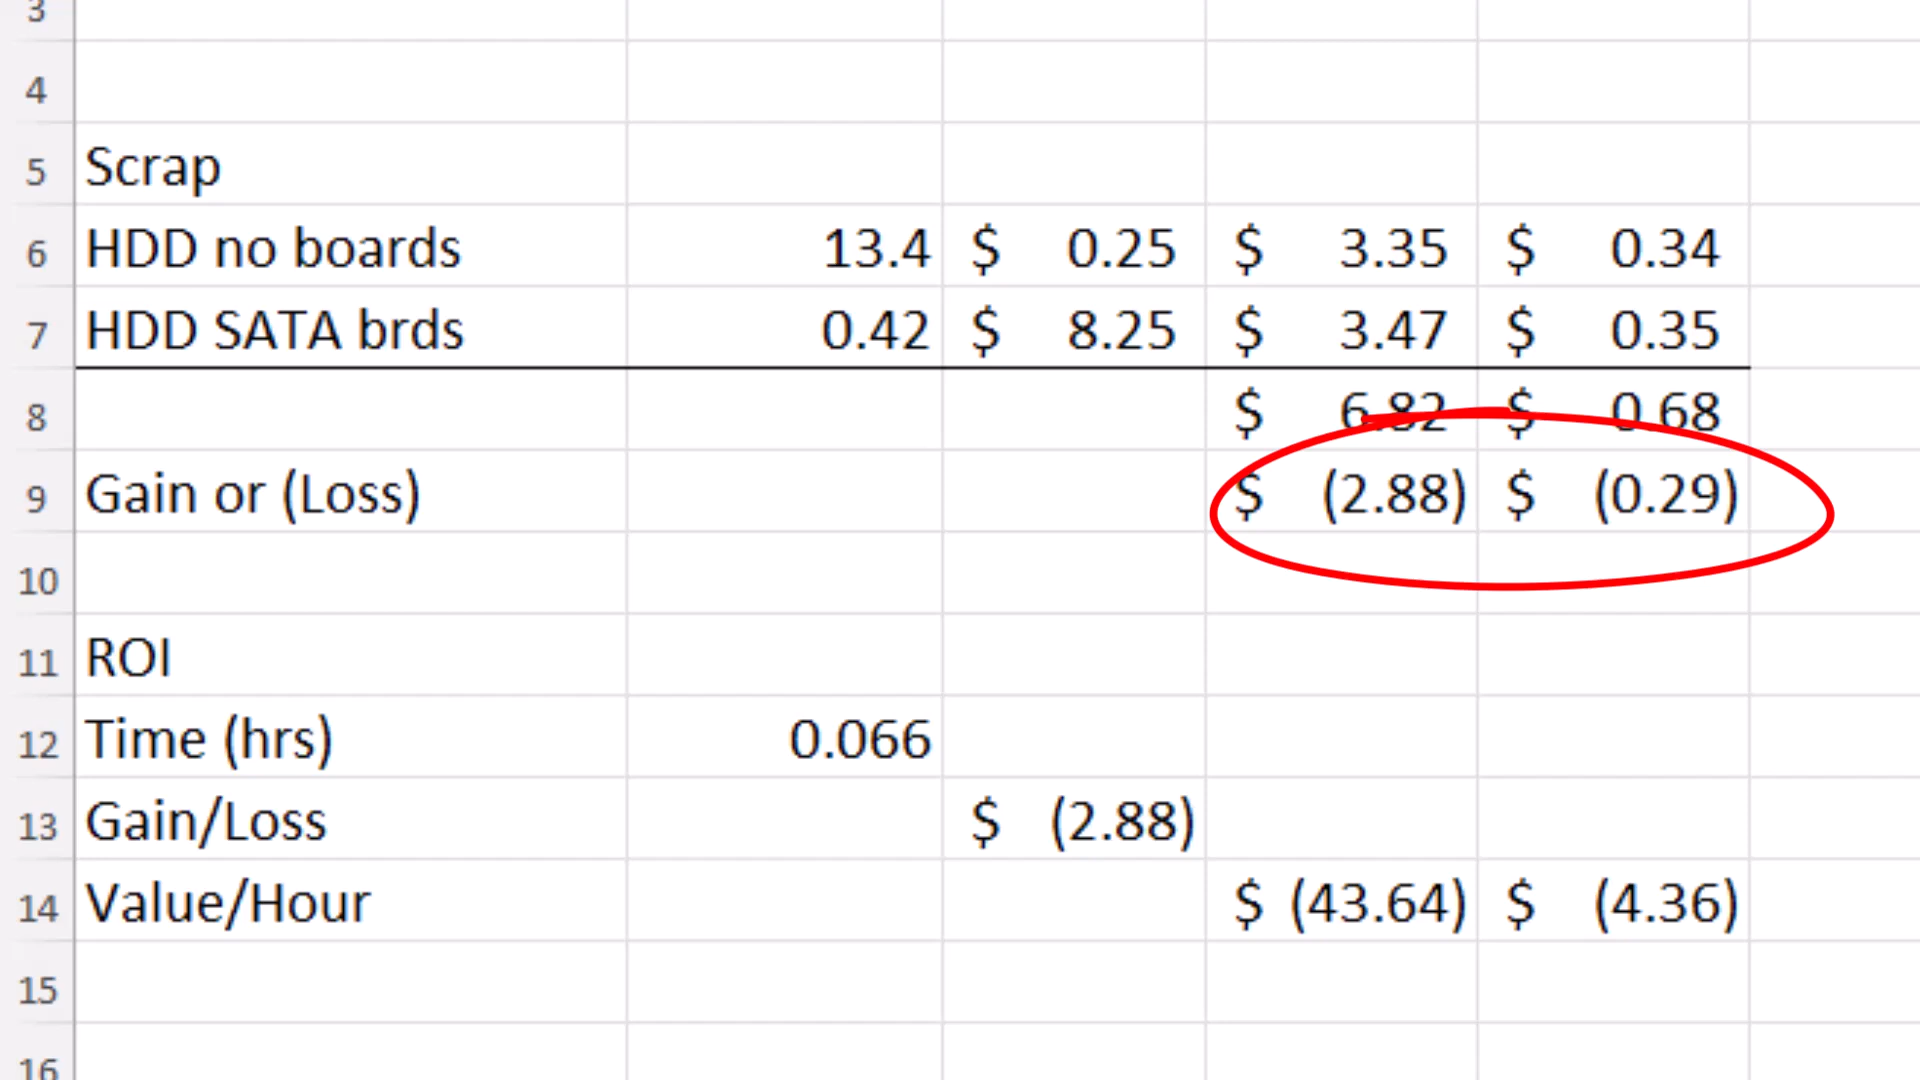 3
4
5 Scrap
6 HDD no boards 13.4 $ 0.25 $ 3.35 $ 0.34
7 HDD SATA brds 0.42 $ 8.25 $ 3.47 $ 0.35
8 $ 6.82 $ 0.68
9 Gain or (Loss) $ (2.88) $ (0.29)
10
11 ROI
12 Time (hrs) 0.066
13 Gain/Loss $ (2.88)
14 Value/Hour $ (43.64) $ (4.36)
15
16